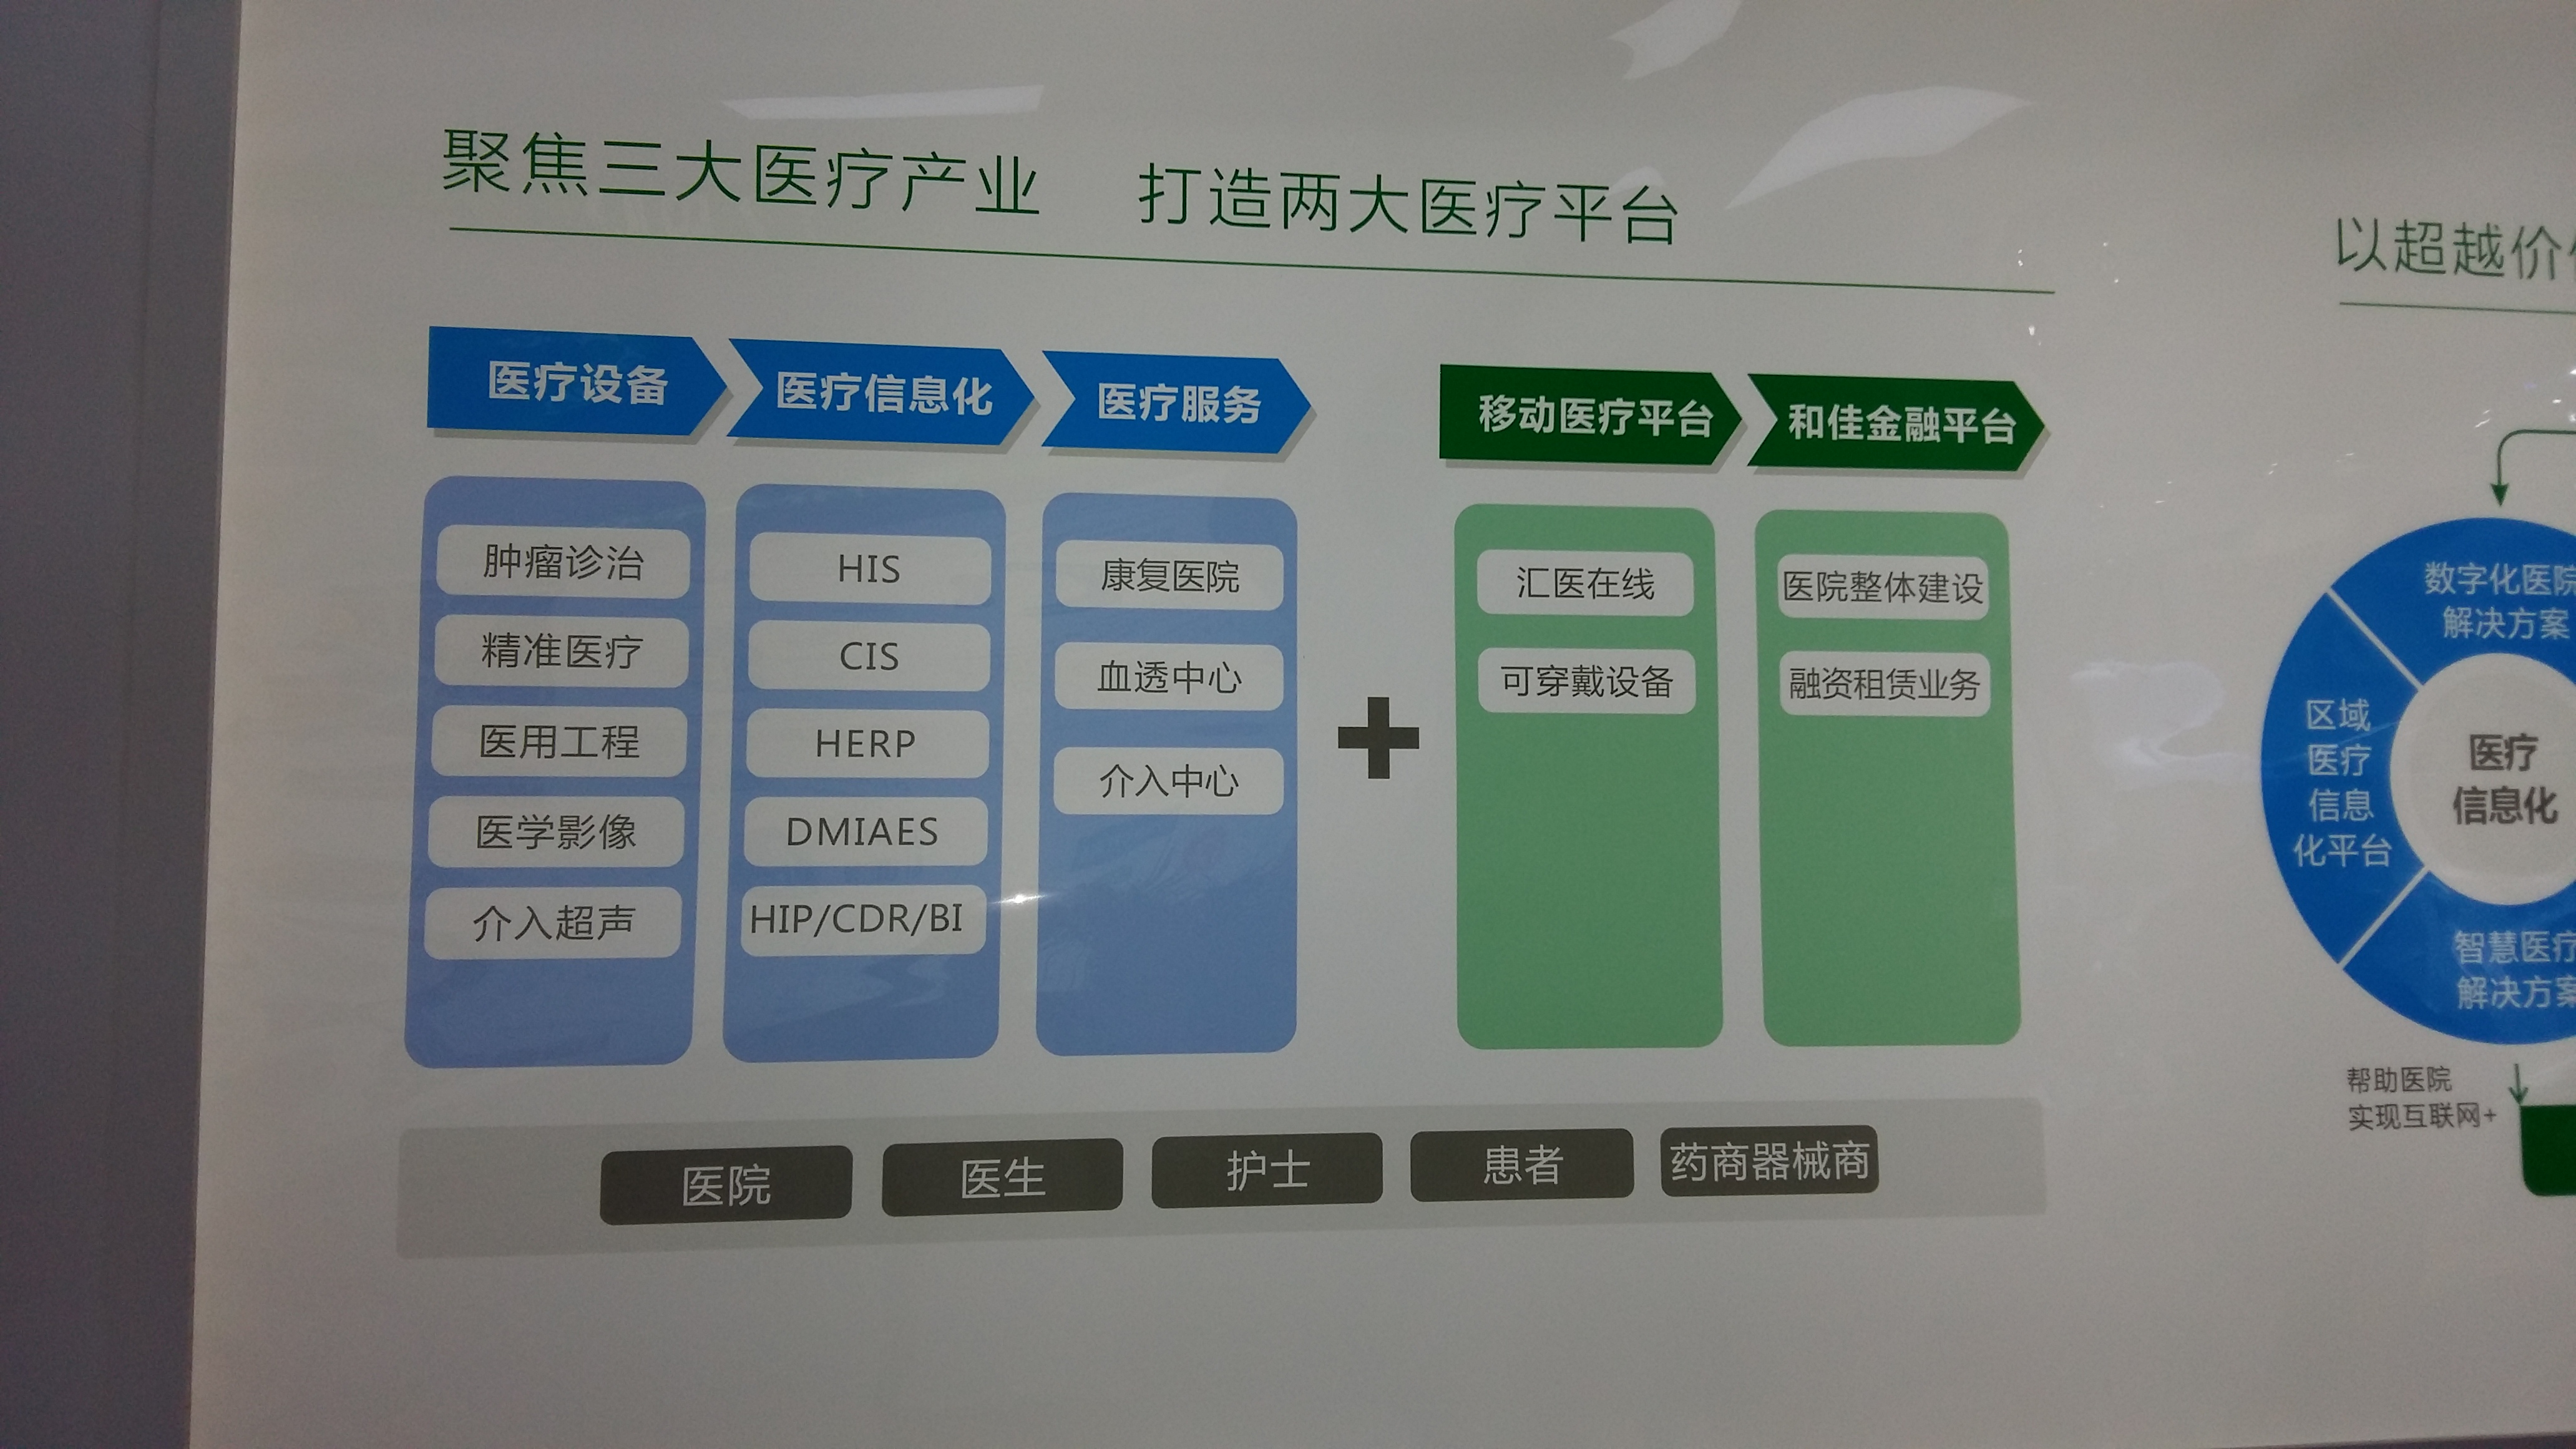 聚焦三大医疗产业 打造两大医疗平台
医疗设备
肿瘤诊治
精准医疗
医用工程
医学影像
介入超声
医疗信息化
HIS
CIS
HERP
DMIAES
HIP/CDR/BI
医疗服务
康复医院
血透中心
介入中心
+
移动医疗平台
汇医在线
可穿戴设备
和佳金融平台
医院整体建设
融资租赁业务
医院
医生
护士
患者
药商器械商
以超越价
数字化医院
解决方案
区域
医疗
信息
化平台
医疗
信息化
智慧医疗
解决方案
帮助医院
实现互联网+